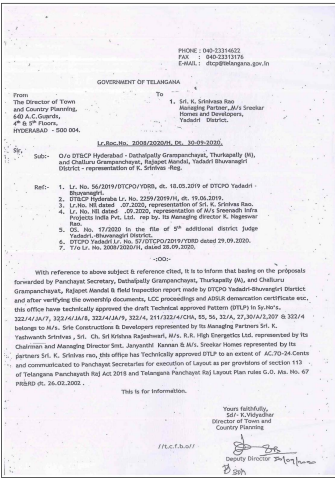 PHONE : 040-23314622
FAX : 040-23313176
E-MAIL : dtcp@telangana.gov.in
GOVERNMENT OF TELANGANA
From
The Director of Town
and Country Planning,
640 A.C.Guards,
4th & 5th Floors,
HYDERABAD - 500 004.
To
1. Sri. K. Srinivasa Rao
Managing Partner, M/s Sreekar
Homes and Developers,
Yadadri District.
Lr.Roc.No. 2008/2020/H, Dt. 30-09-2020.
Sir,
Sub:- O/o DT&CP Hyderabad - Dathaipally Grampanchayat, Thurkapally (M),
and Challuru Grampanchayat, Rajapet Mandal, Yadadri Bhuvanagiri
District - representation of K. Srinivas -Reg.
Ref:- 1. Lr No. 56/2019/DTCPO/YDRB, dt. 18.05.2019 of DTCPO Yadadri -
Bhuvanagiri.
2. DT&CP Hyderaba Lr. No. 2259/2019/H, dt. 19.06.2019.
3. Lr.No. Nil dated .07.2020, representation of Sri. K. Srinivas Rao.
4. Lr. No. Nil dated .09.2020, representation of M/s Sreenadh Infra
Projects India Pvt. Ltd. rep by. Its Managing director K. Nageswar
Rao.
5. OS. No. 17/2020 in the file of 5th additional district judge
Yadadri.-Bhuvanagiri District.
6. DTCPO Yadadri Lr. No. 57/DTCPO/2019/YDRD dated 29.09.2020.
7. T/o Lr. No. 2008/2020/H, dated 28.09.2020.
-:OO:-
With reference to above subject & reference cited, it is to inform that basing on the proposals
forwarded by Panchayat Secretary, Dathaipally Grampanchayat, Thurkapally (M), and Challuru
Grampanchayat, Rajapet Mandal & field inspection report made by DTCPO Yadadri-Bhuvangiri District
and after verifying the ownership documents, LCC proceedings and AD&LR demarcation certificate etc.,
this office have technically approved the draft Technical approved Pattern (DTLP) in Sy.No's,
322/4/JA/7, 322/4/JA/8, 322/4/JA/9, 322/4, 211/322/4/CHA, 55, 56, 32/A, 27,30/A/2,207 & 322/4
belongs to M/s. Srie Constructions & Developers represented by its Managing Partners Sri. K.
Yashwanth Srinivas , Sri. Ch. Sri Krishna Rajeshwari, M/s. R.R. High Energetics Ltd. represented by its
Chairman and Managing Director Smt. Janyanthi Kannan & M/s Sreekar Homes represented by its
partners Sri. K. Srinivas rao, this office has Technically approved DTLP to an extent of AC.70-24 Cents
and communicated to Panchayat Secretaries for execution of Layout as per provisions of section 113
of Telangana Panchayath Raj Act 2018 and Telangana Panchayat Raj Layout Plan rules G.O. Ms. No. 67
PR&RD dt. 26.02.2002 .
This is for information.
Yours faithfully,
Sd/- K.Vidyadhar
Director of Town and
Country Planning
//t.c.f.b.o//
Deputy Director